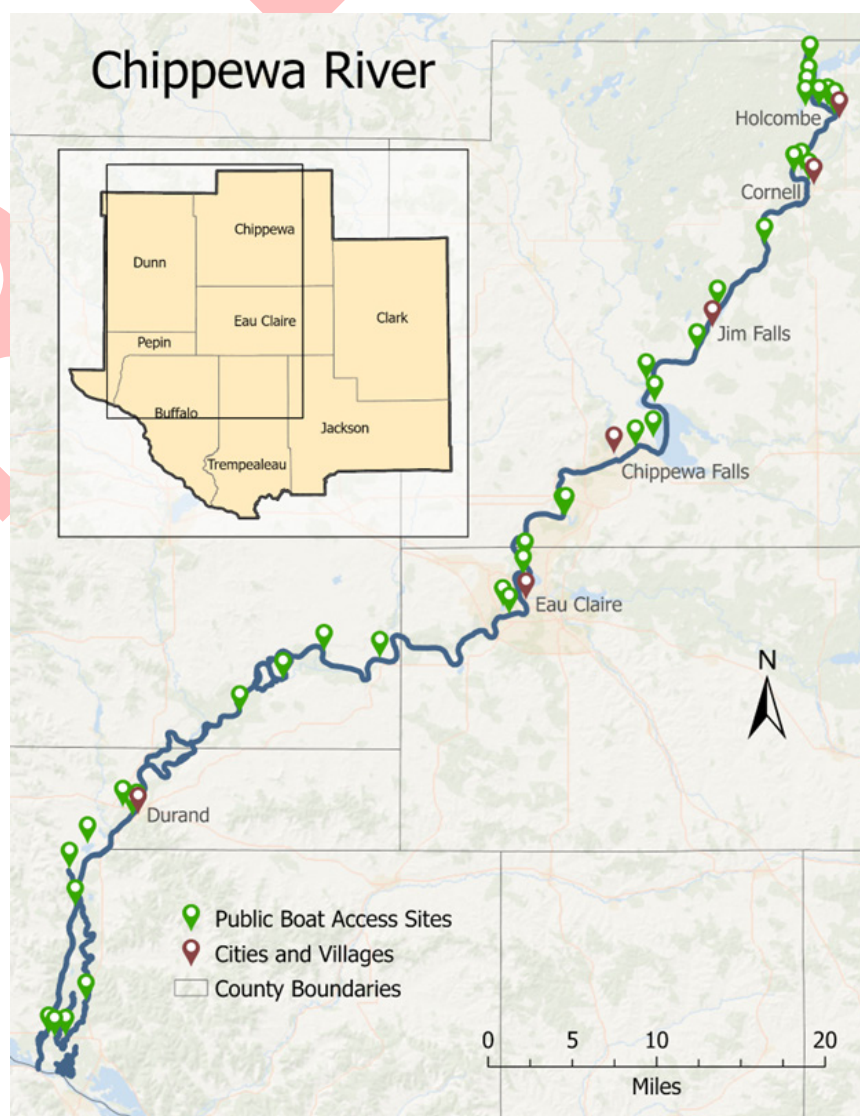 Chippewa River
Holcombe
Cornell
Chippewa
Dunn
Eau Claire
Clark
Pepin
Buffalo
Jackson
Trempealeau
Jim Falls
Chippewa Falls
Eau Claire
N
Durand
Public Boat Access Sites
Cities and Villages
County Boundaries
0 5 10 20
Miles